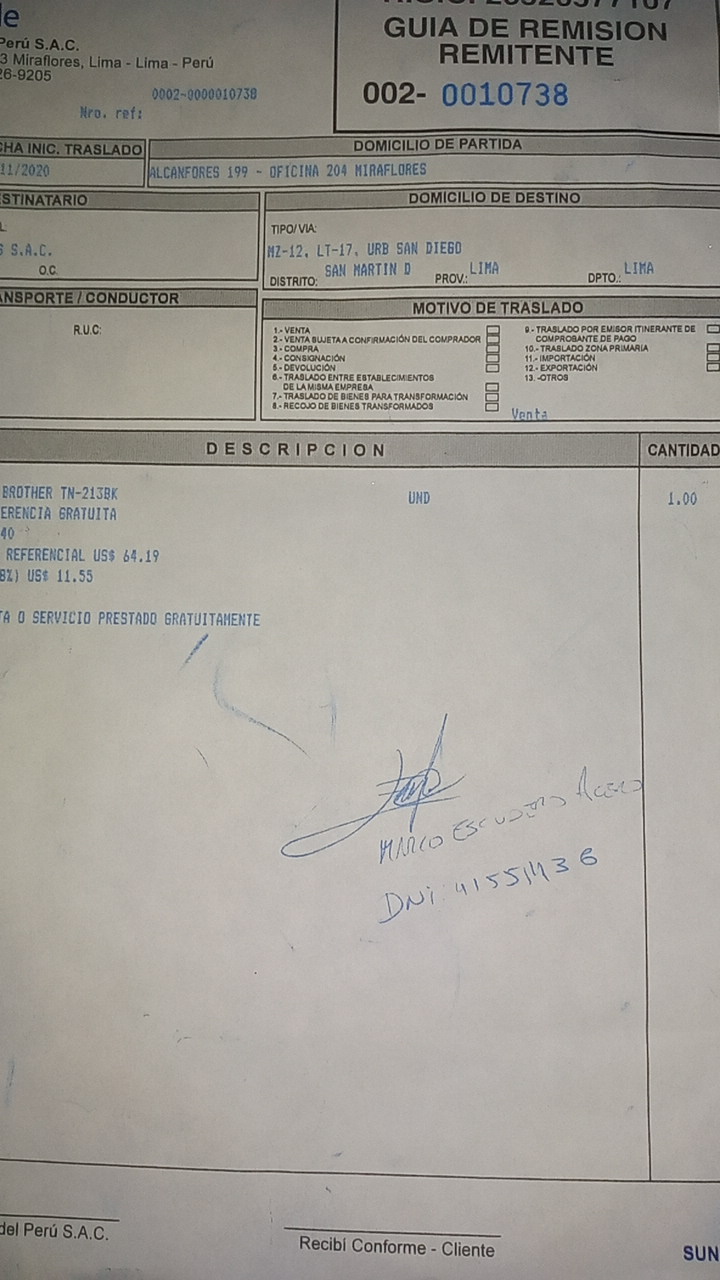 le
Perú S.A.C.
3 Miraflores, Lima - Lima - Perú
26-9205
0002-0000010738
Nro. ref:
GUIA DE REMISION
REMITENTE
002- 0010738
CHA INIC. TRASLADO
11/2020
DOMICILIO DE PARTIDA
ALCANFORES 199 - OFICINA 204 MIRAFLORES
ESTINATARIO
L
S S.A.C.
O.C.
DOMICILIO DE DESTINO
TIPO/VIA:
MZ-12, LT-17, URB SAN DIEGO
DISTRITO: SAN MARTIN D PROV.: LIMA DPTO.: LIMA
ANSPORTE / CONDUCTOR
R.U.C:
MOTIVO DE TRASLADO
1.- VENTA
2.- VENTA SUJETA A CONFIRMACIÓN DEL COMPRADOR
3.- COMPRA
4.- CONSIGNACIÓN
5.- DEVOLUCIÓN
6.- TRASLADO ENTRE ESTABLECIMIENTOS
DE LA MISMA EMPRESA
7.- TRASLADO DE BIENES PARA TRANSFORMACIÓN
8.- RECOJO DE BIENES TRANSFORMADOS
9.- TRASLADO POR EMISOR ITINERANTE DE
COMPROBANTE DE PAGO
10.- TRASLADO ZONA PRIMARIA
11.- IMPORTACIÓN
12.- EXPORTACIÓN
13. -OTROS
Venta
DESCRIPCION
CANTIDAD
BROTHER TN-213BK UND 1.00
ERENCIA GRATUITA
40
REFERENCIAL US$ 64.19
8%) US$ 11.55
TA O SERVICIO PRESTADO GRATUITAMENTE
MARCO ESCUDERO ACERO
DNi
del Perú S.A.C.
Recibí Conforme - Cliente
SUN